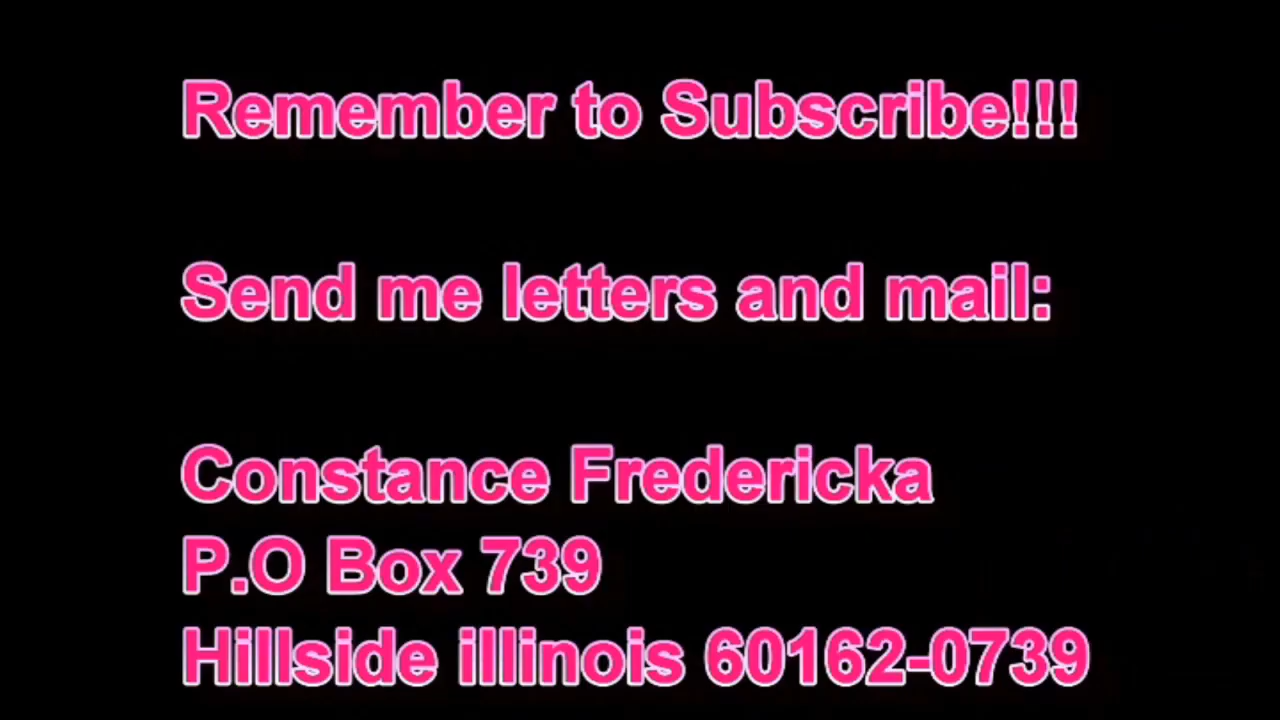 Remember to Subscribe!!!
Send me letters and mail:
Constance Fredericka
P.O Box 739
Hillside illinois 60162-0739